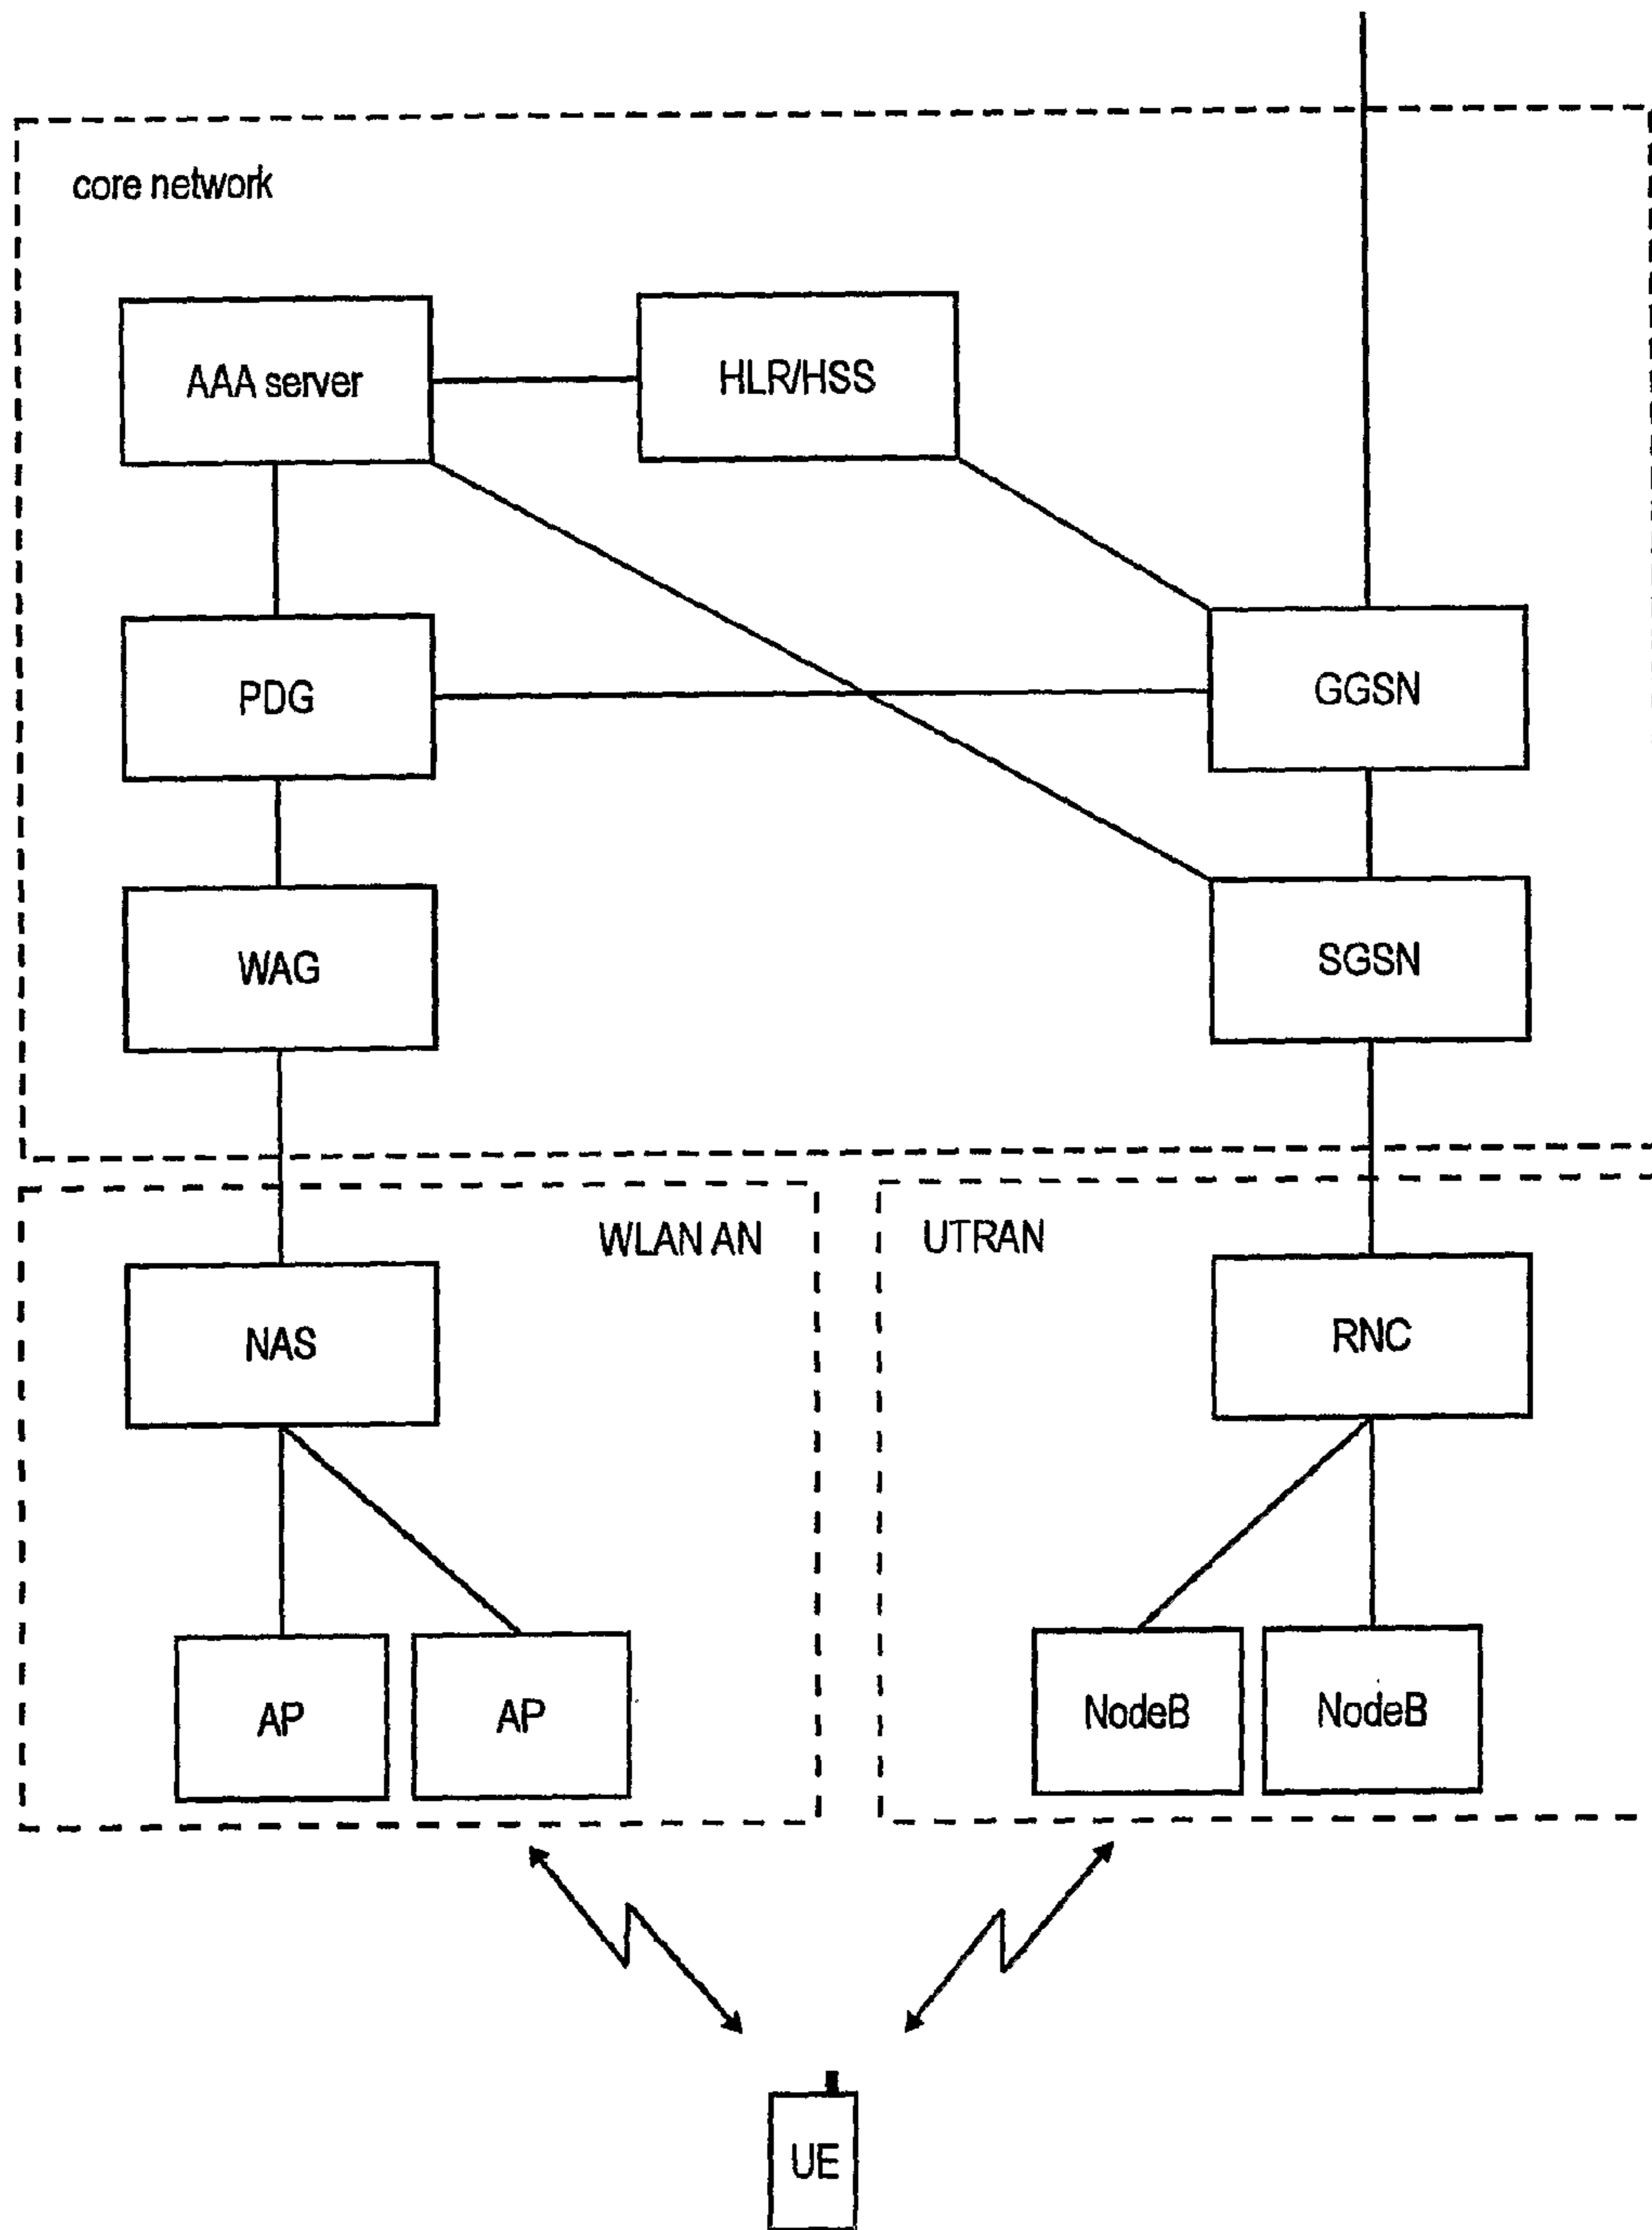 core network
AAA server
HLR/HSS
PDG
GGSN
WAG
SGSN
WLAN AN
UTRAN
NAS
RNC
AP
AP
NodeB
NodeB
UE